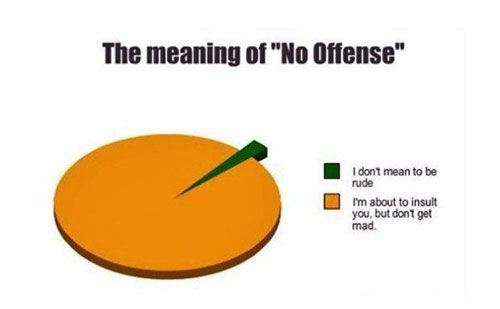 The meaning of "No Offense"
I don't mean to be
rude
I'm about to insult
you, but don't get
mad.